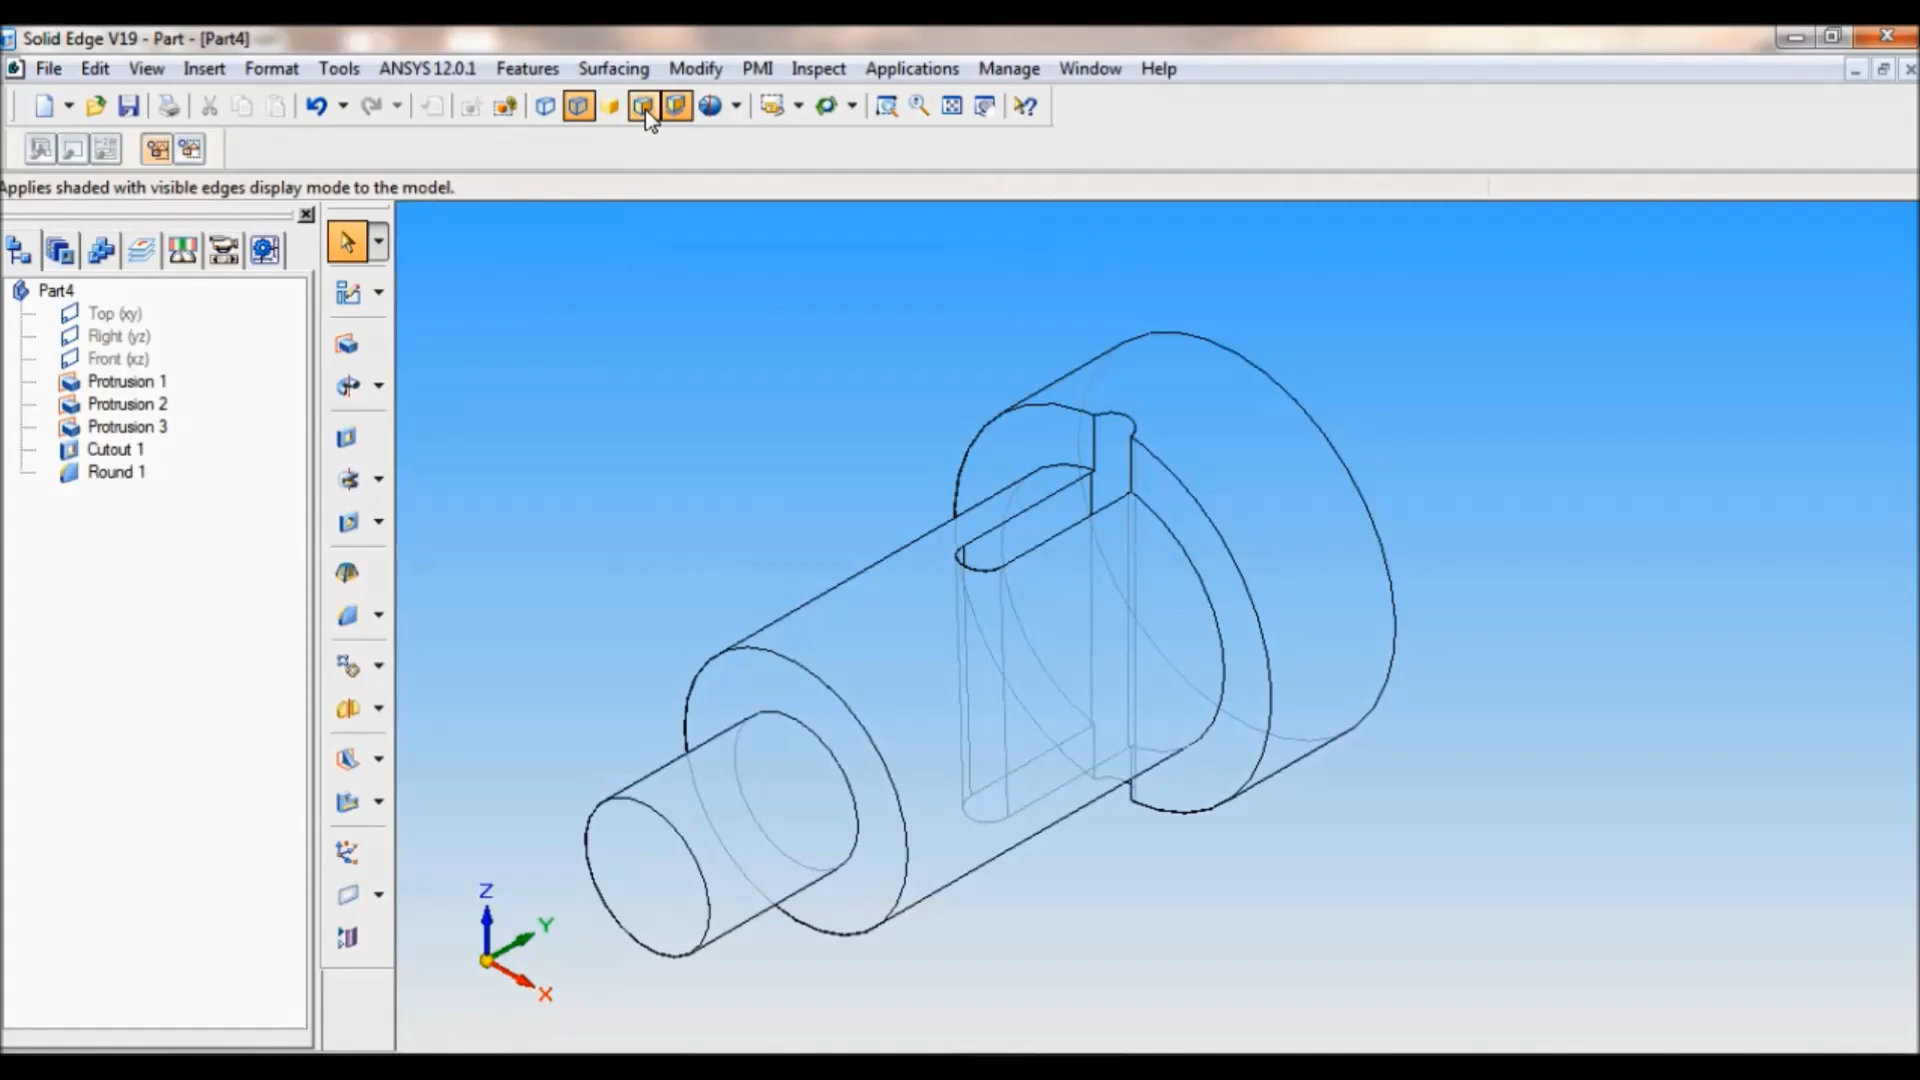 Solid Edge V19 - Part - [Part4]
File Edit View Insert Format Tools ANSYS 12.0.1 Features Surfacing Modify PMI Inspect Applications Manage Window Help
Applies shaded with visible edges display mode to the model.
Part4
Top (xy)
Right (yz)
Front (xz)
Protrusion 1
Protrusion 2
Protrusion 3
Cutout 1
Round 1
Z
Y
X